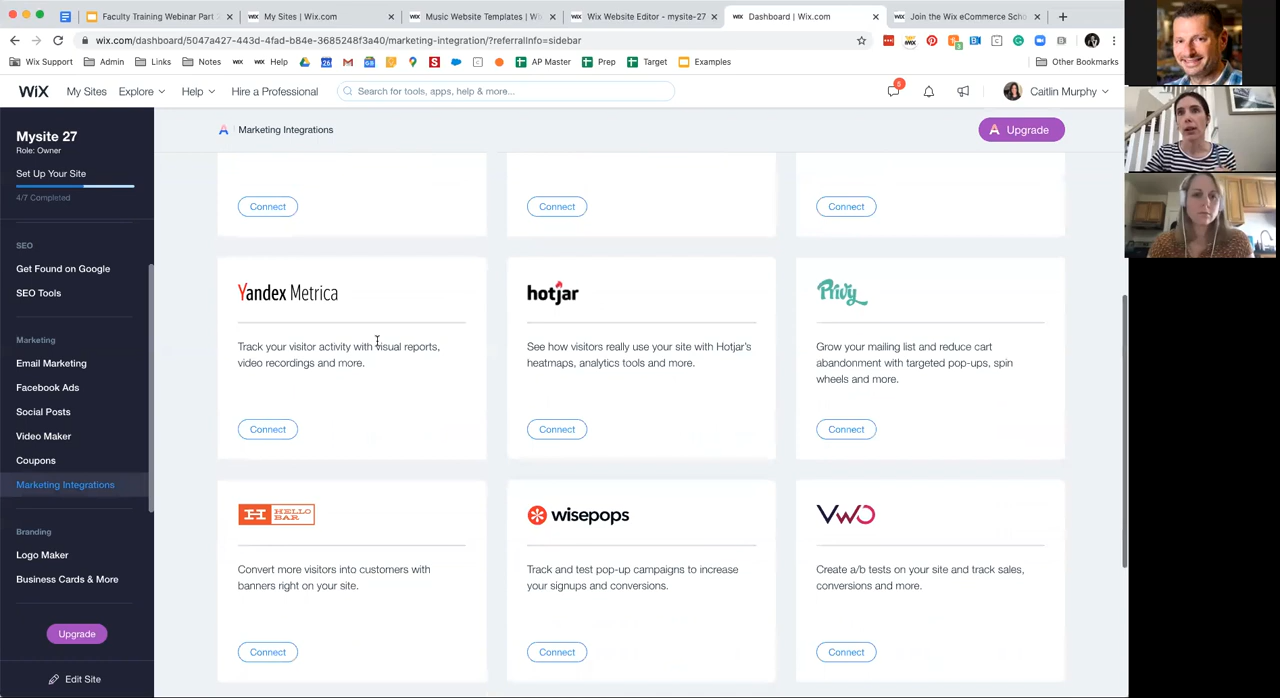 Faculty Training Webinar Part 
My Sites | Wix.com
Music Website Templates | W
Wix Website Editor - mysite-27
Dashboard | Wix.com
Join the Wix eCommerce Scho
wix.com/dashboard/5047a427-443d-4fad-b84e-3685248f3a40/marketing-integration/?referralInfo=sidebar
Wix Support
Admin
Links
Notes
Help
AP Master
Prep
Target
Examples
Other Bookmarks
WiX
My Sites
Explore
Help
Hire a Professional
Search for tools, apps, help & more...
5
Caitlin Murphy
Mysite 27
Role: Owner
Set Up Your Site
4/7 Completed
SEO
Get Found on Google
SEO Tools
Marketing
Email Marketing
Facebook Ads
Social Posts
Video Maker
Coupons
Marketing Integrations
Branding
Logo Maker
Business Cards & More
Upgrade
Edit Site
Marketing Integrations
Upgrade
Connect
Connect
Connect
Yandex Metrica
Track your visitor activity with visual reports,
video recordings and more.
Connect
hotjar
See how visitors really use your site with Hotjar's
heatmaps, analytics tools and more.
Connect
Privy
Grow your mailing list and reduce cart
abandonment with targeted pop-ups, spin
wheels and more.
Connect
HELLO
BAR
Convert more visitors into customers with
banners right on your site.
Connect
wisepops
Track and test pop-up campaigns to increase
your signups and conversions.
Connect
VWO
Create a/b tests on your site and track sales,
conversions and more.
Connect